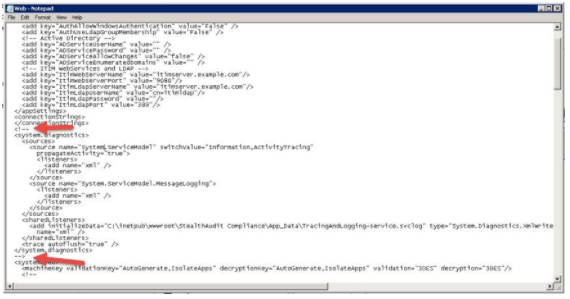 Web - Notepad
File Edit Format View Help
<add key="AuthAllowWindowsAuthentication" value="False" />
<add key="AuthUseLdapGroupMembership" value="False" />
<!-- Active Directory -->
<add key="ADServiceUserName" value="" />
<add key="ADServicePassword" value="" />
<add key="ADServiceAllowChanges" value="false" />
<add key="ADServiceEnumeratedDomains" value="" />
<!-- ITIM WebServices and LDAP -->
<add key="ItimWebServerName" value="itimserver.example.com"/>
<add key="ItimWebServerPort" value="9080"/>
<add key="ItimLdapServerName" value="itimserver.example.com"/>
<add key="ItimLdapUserName" value="cn=itimldap"/>
<add key="ItimLdapPassword" value=""/>
<add key="ItimLdapPort" value="389"/>
</appSettings>
<connectionStrings>
</connectionStrings>
<!--
<system.diagnostics>
<sources>
<source name="System.ServiceModel" switchValue="Information,ActivityTracing"
propagateActivity="true">
<listeners>
<add name="xml" />
</listeners>
</source>
<source name="System.ServiceModel.MessageLogging">
<listeners>
<add name="xml" />
</listeners>
</source>
</sources>
<sharedListeners>
<add initializeData="C:\inetpub\wwwroot\StealthAudit Compliance\App_Data\TracingAndLogging-service.svclog" type="System.Diagnostics.XmlWrite
name="xml" />
</sharedListeners>
<trace autoflush="true" />
</system.diagnostics>
-->
<machineKey validationKey="AutoGenerate,IsolateApps" decryptionKey="AutoGenerate,IsolateApps" validation="3DES" decryption="3DES"/>
<!--